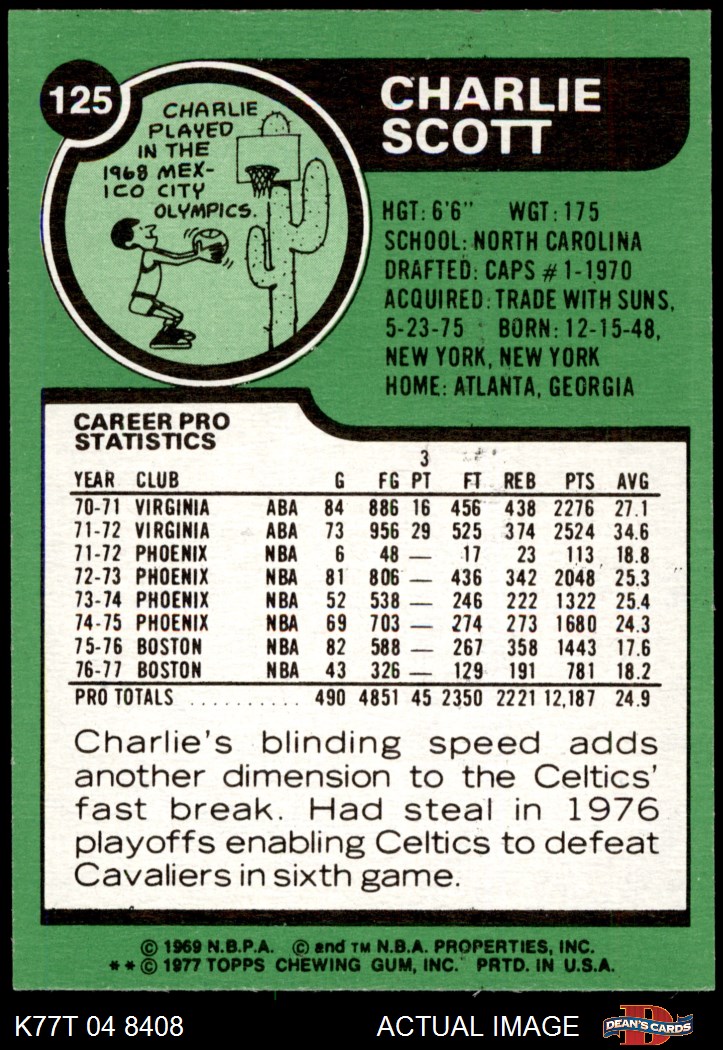 125
CHARLIE
PLAYED
IN THE
1968 MEX-
ICO CITY
OLYMPICS.
CHARLIE
SCOTT
HGT: 6'6" WGT: 175
SCHOOL: NORTH CAROLINA
DRAFTED: CAPS #1-1970
ACQUIRED: TRADE WITH SUNS,
5-23-75 BORN: 12-15-48,
NEW YORK, NEW YORK
HOME: ATLANTA, GEORGIA
CAREER PRO
STATISTICS
YEAR CLUB G FG 3 PT FT REB PTS AVG
70-71 VIRGINIA ABA 84 886 16 456 438 2276 27.1
71-72 VIRGINIA ABA 73 956 29 525 374 2524 34.6
71-72 PHOENIX NBA 6 48 — 17 23 113 18.8
72-73 PHOENIX NBA 81 806 — 436 342 2048 25.3
73-74 PHOENIX NBA 52 538 — 246 222 1322 25.4
74-75 PHOENIX NBA 69 703 — 274 273 1680 24.3
75-76 BOSTON NBA 82 588 — 267 358 1443 17.6
76-77 BOSTON NBA 43 326 — 129 191 781 18.2
PRO TOTALS .......... 490 4851 45 2350 2221 12,187 24.9
Charlie's blinding speed adds
another dimension to the Celtics'
fast break. Had steal in 1976
playoffs enabling Celtics to defeat
Cavaliers in sixth game.
© 1969 N.B.P.A. © and TM N.B.A. PROPERTIES, INC.
**© 1977 TOPPS CHEWING GUM, INC. PRTD. IN U.S.A.
K77T 04 8408 ACTUAL IMAGE D DEAN'S CARDS